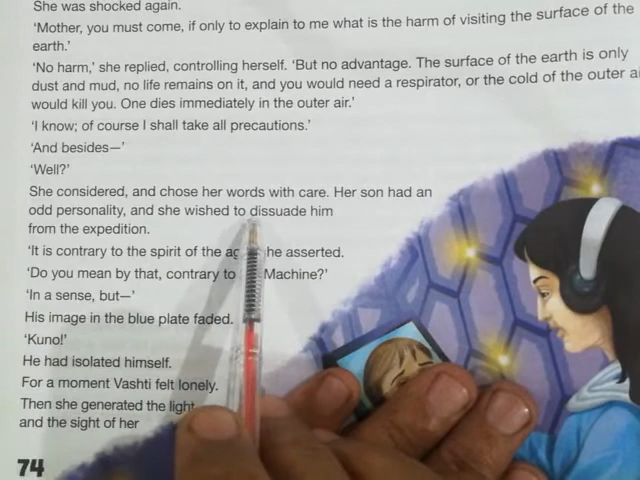 She was shocked again.
'Mother, you must come, if only to explain to me what is the harm of visiting the surface of the
earth.'
'No harm,' she replied, controlling herself. 'But no advantage. The surface of the earth is only
dust and mud, no life remains on it, and you would need a respirator, or the cold of the outer
would kill you. One dies immediately in the outer air.'
'I know; of course I shall take all precautions.'
'And besides—'
'Well?'
She considered, and chose her words with care. Her son had an
odd personality, and she wished to dissuade him
from the expedition.
'It is contrary to the spirit of the asserted.
'Do you mean by that, contrary to Machine?'
'In a sense, but—'
His image in the blue plate faded.
'Kuno!'
He had isolated himself.
For a moment Vashti felt lonely.
Then she generated the light
and the sight of her
74